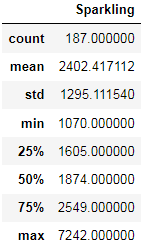 Sparkling
count 187.000000
mean 2402.417112
std 1295.111540
min 1070.000000
25% 1605.000000
50% 1874.000000
75% 2549.000000
max 7242.000000